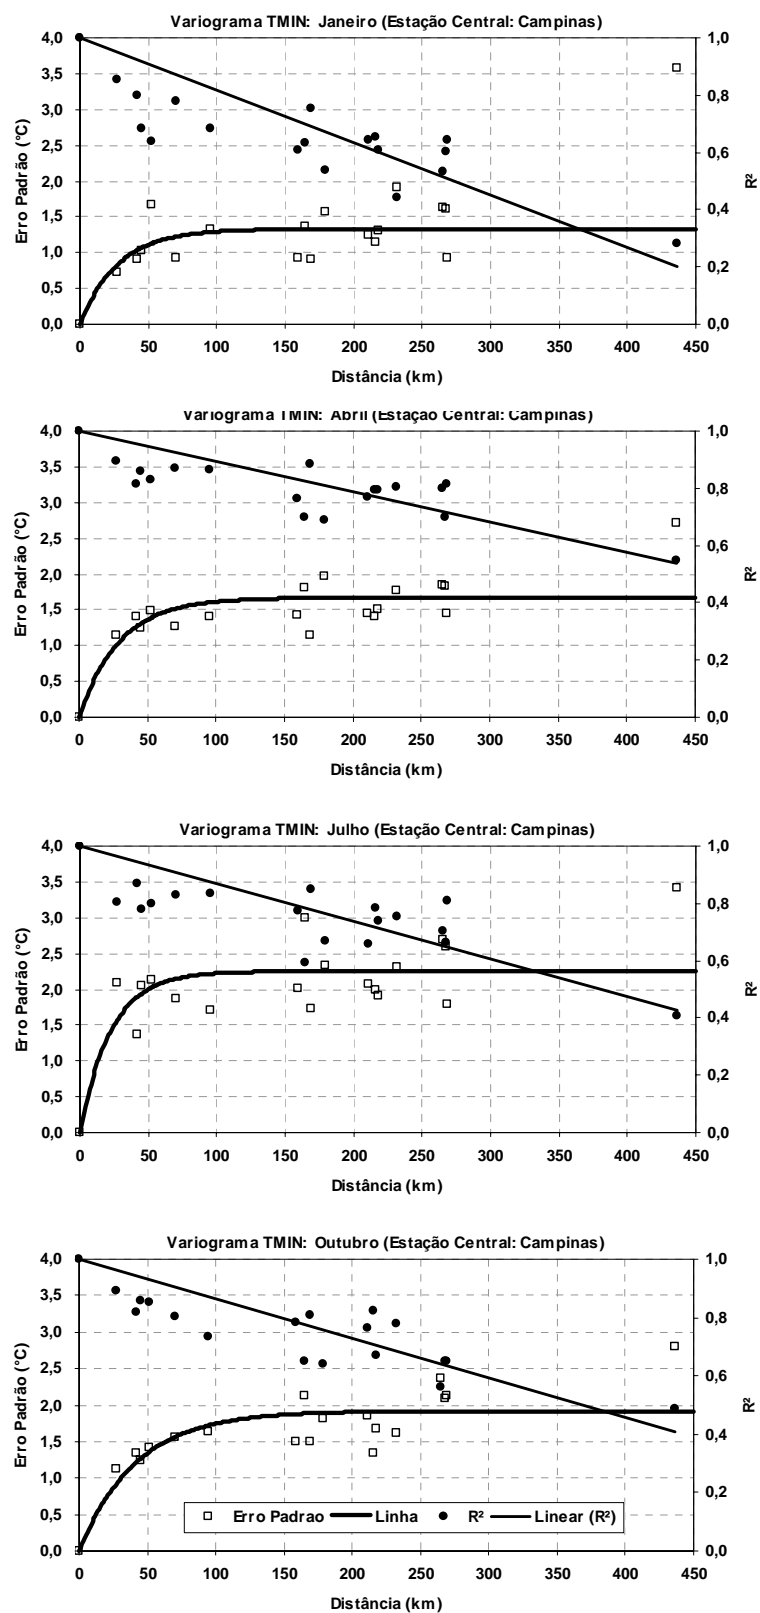 Variograma TMIN: Janeiro (Estação Central: Campinas)
4,0
3,5
3,0
2,5
2,0
1,5
1,0
0,5
0,0
Erro Padrão (°C)
1,0
0,8
0,6
0,4
0,2
0,0
R²
0 50 100 150 200 250 300 350 400 450
Distância (km)
Variograma TMIN: Abril (Estação Central: Campinas)
4,0
3,5
3,0
2,5
2,0
1,5
1,0
0,5
0,0
Erro Padrão (°C)
1,0
0,8
0,6
0,4
0,2
0,0
R²
0 50 100 150 200 250 300 350 400 450
Distância (km)
Variograma TMIN: Julho (Estação Central: Campinas)
4,0
3,5
3,0
2,5
2,0
1,5
1,0
0,5
0,0
Erro Padrão (°C)
1,0
0,8
0,6
0,4
0,2
0,0
R²
0 50 100 150 200 250 300 350 400 450
Distância (km)
Variograma TMIN: Outubro (Estação Central: Campinas)
4,0
3,5
3,0
2,5
2,0
1,5
1,0
0,5
0,0
Erro Padrão (°C)
1,0
0,8
0,6
0,4
0,2
0,0
R²
Erro Padrao Linha R² Linear (R²)
0 50 100 150 200 250 300 350 400 450
Distância (km)